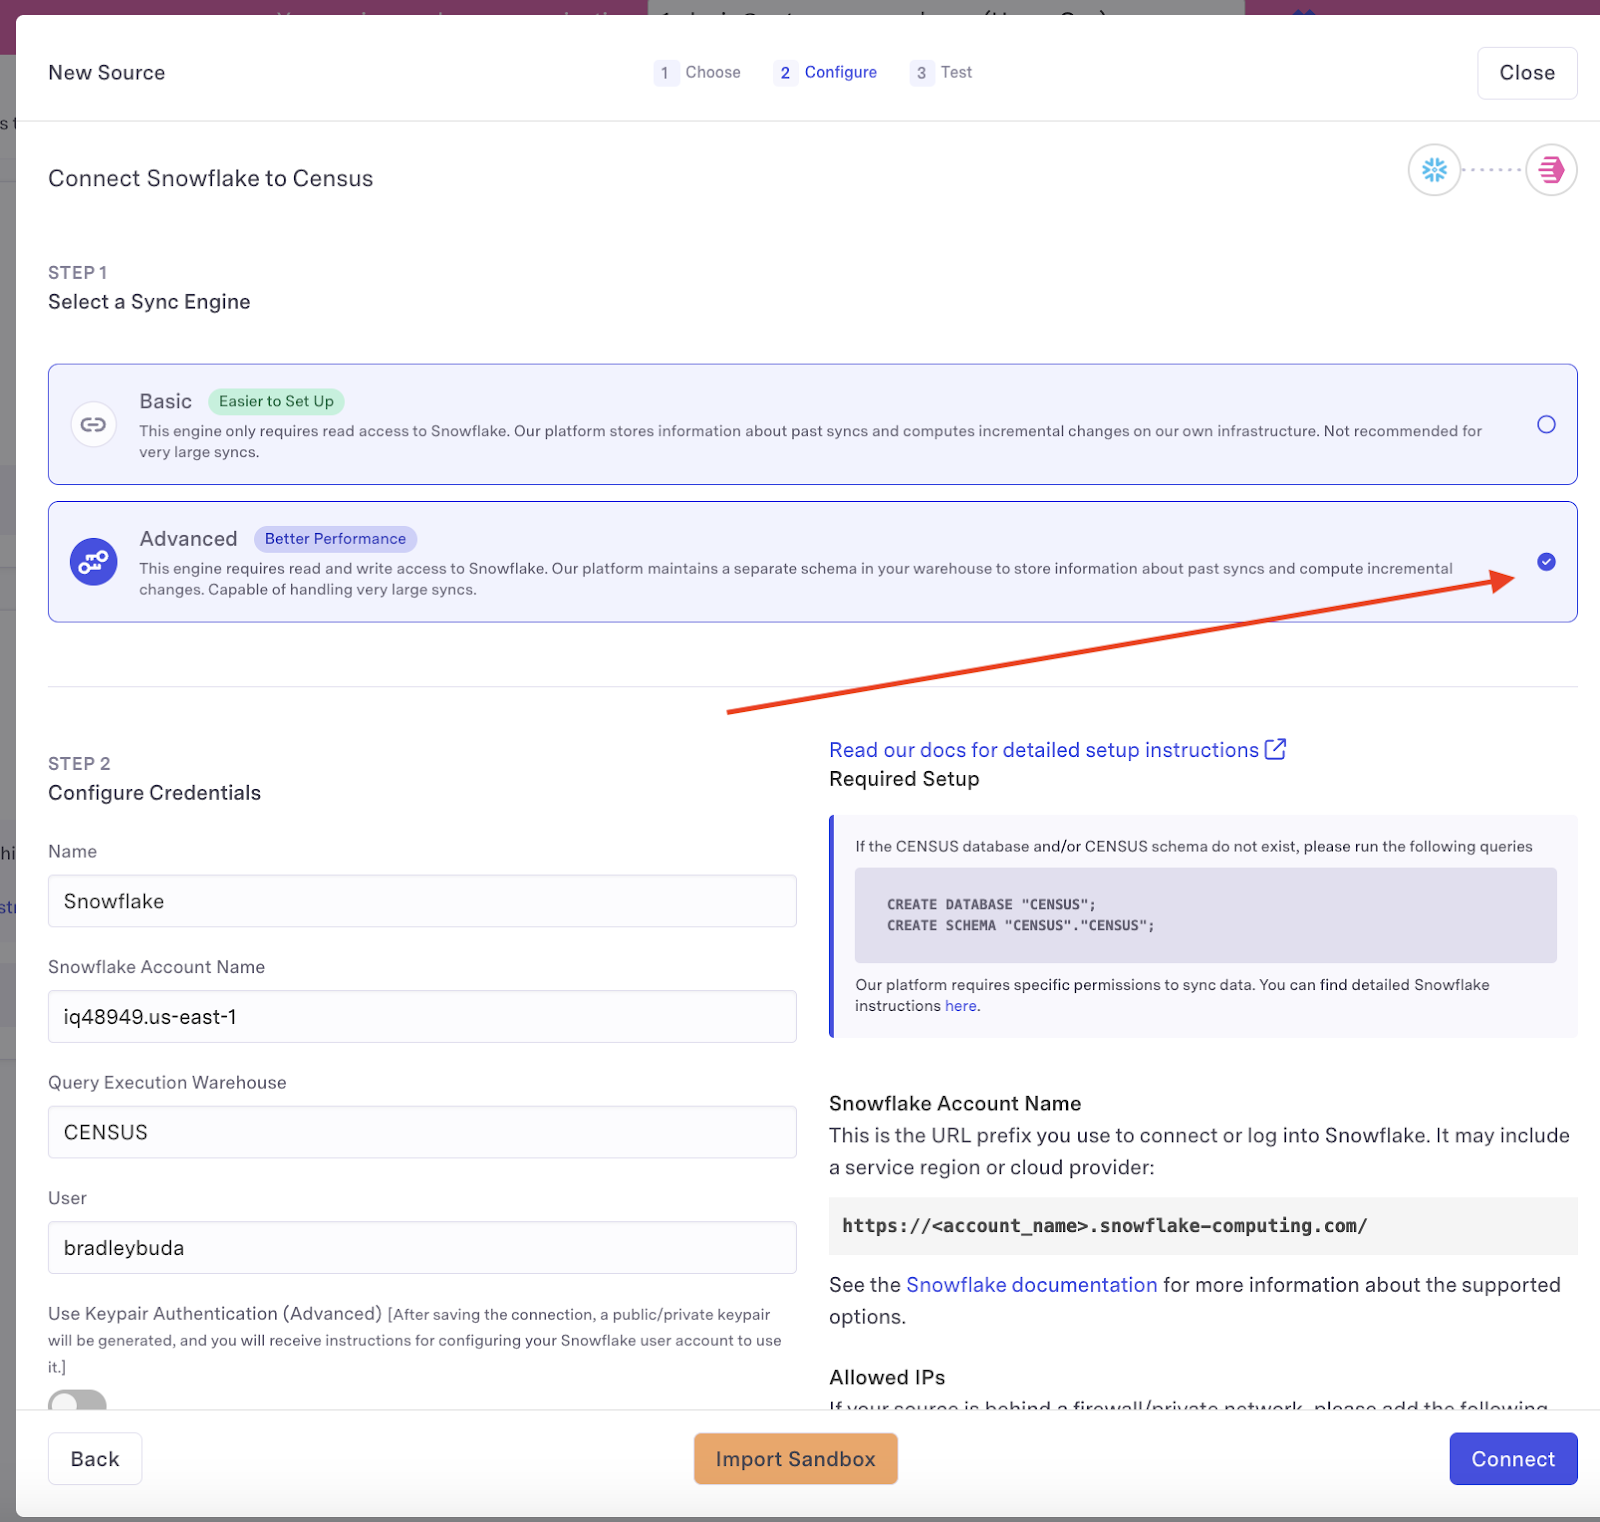 New Source
1 Choose
2 Configure
3 Test
Close
Connect Snowflake to Census
STEP 1
Select a Sync Engine
Basic Easier to Set Up
This engine only requires read access to Snowflake. Our platform stores information about past syncs and computes incremental changes on our own infrastructure. Not recommended for
very large syncs.
Advanced Better Performance
This engine requires read and write access to Snowflake. Our platform maintains a separate schema in your warehouse to store information about past syncs and compute incremental
changes. Capable of handling very large syncs.
STEP 2
Configure Credentials
Name
Snowflake
Snowflake Account Name
iq48949.us-east-1
Query Execution Warehouse
CENSUS
User
bradleybuda
Use Keypair Authentication (Advanced) [After saving the connection, a public/private keypair
will be generated, and you will receive instructions for configuring your Snowflake user account to use
it.]
Read our docs for detailed setup instructions
Required Setup
If the CENSUS database and/or CENSUS schema do not exist, please run the following queries
CREATE DATABASE "CENSUS";
CREATE SCHEMA "CENSUS"."CENSUS";
Our platform requires specific permissions to sync data. You can find detailed Snowflake
instructions here.
Snowflake Account Name
This is the URL prefix you use to connect or log into Snowflake. It may include
a service region or cloud provider:
https://<account_name>.snowflake-computing.com/
See the Snowflake documentation for more information about the supported
options.
Allowed IPs
If your source is behind a firewall/private network, please add the following
Back
Import Sandbox
Connect